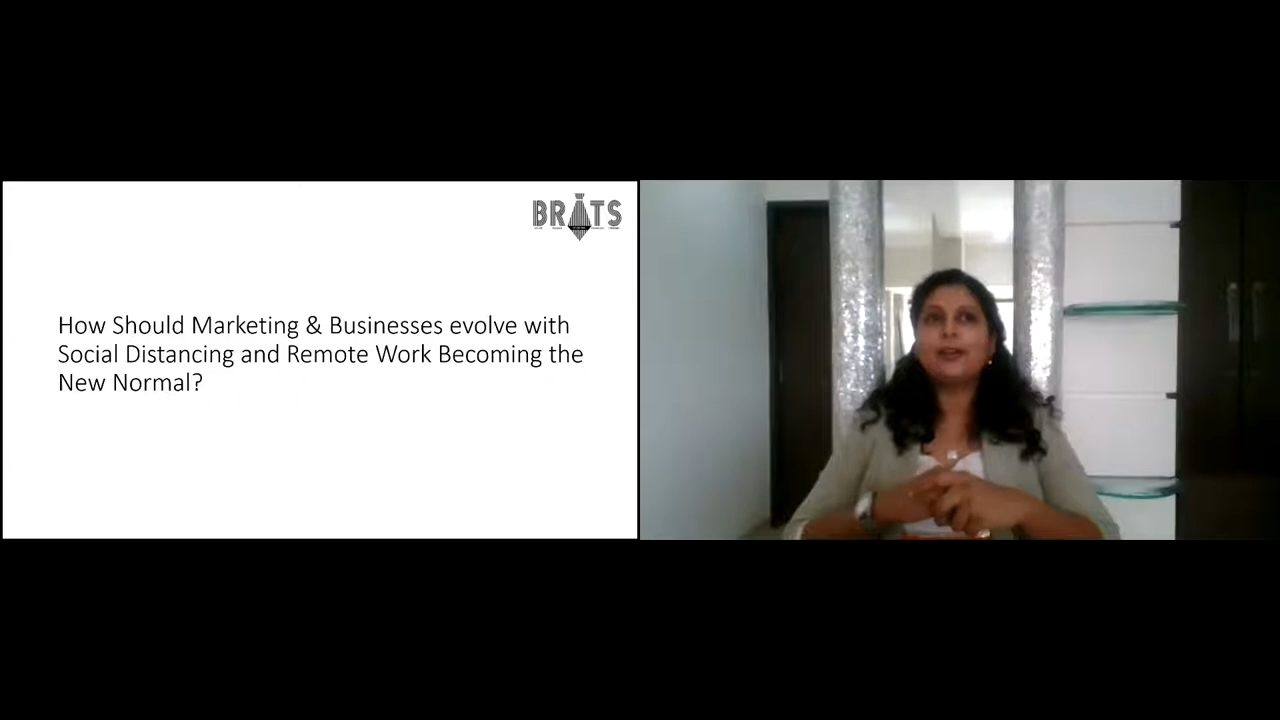 BRATS
How Should Marketing & Businesses evolve with
Social Distancing and Remote Work Becoming the
New Normal?